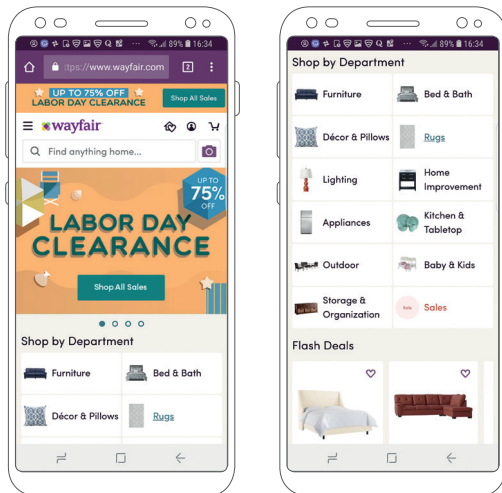 89% 16:34
ttps://www.wayfair.com
2
UP TO 75% OFF
LABOR DAY CLEARANCE
Shop All Sales
wayfair
Find anything home...
UP TO
75%
OFF
LABOR DAY
CLEARANCE
Shop All Sales
Shop by Department
Furniture
Bed & Bath
Décor & Pillows
Rugs
89% 16:34
Shop by Department
Furniture
Bed & Bath
Décor & Pillows
Rugs
Lighting
Home
Improvement
Appliances
Kitchen &
Tabletop
Outdoor
Baby & Kids
Storage &
Organization
Sale
Sales
Flash Deals